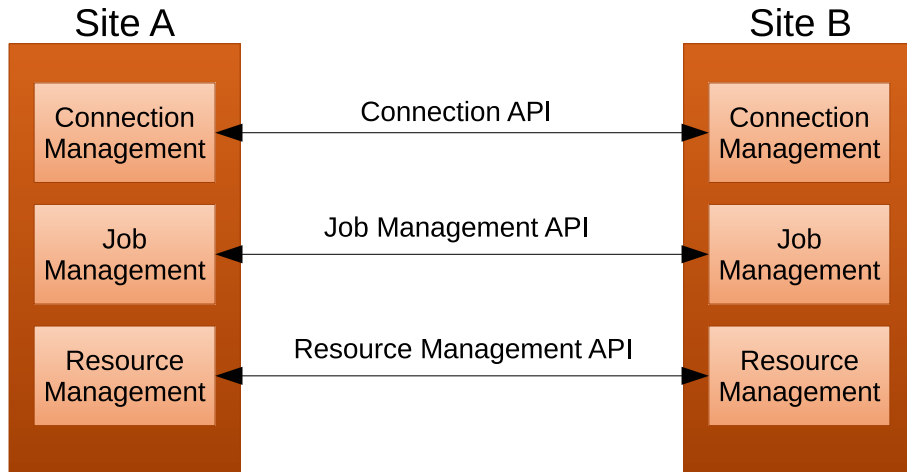 Site A
Site B
Connection
Management
Connection API
Connection
Management
Job
Management
Job Management API
Job
Management
Resource
Management
Resource Management API
Resource
Management